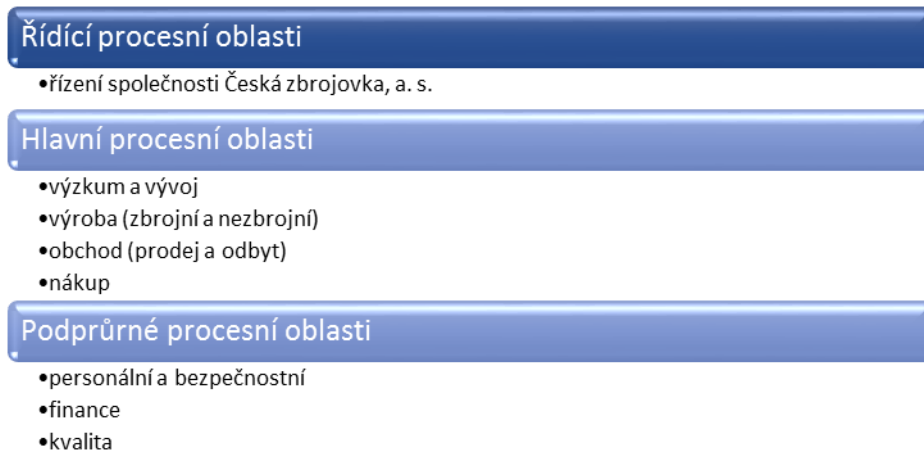 Řídící procesní oblasti
•řízení společnosti Česká zbrojovka, a. s.
Hlavní procesní oblasti
•výzkum a vývoj
•výroba (zbrojní a nezbrojní)
•obchod (prodej a odbyt)
•nákup
Podprůrné procesní oblasti
•personální a bezpečnostní
•finance
•kvalita